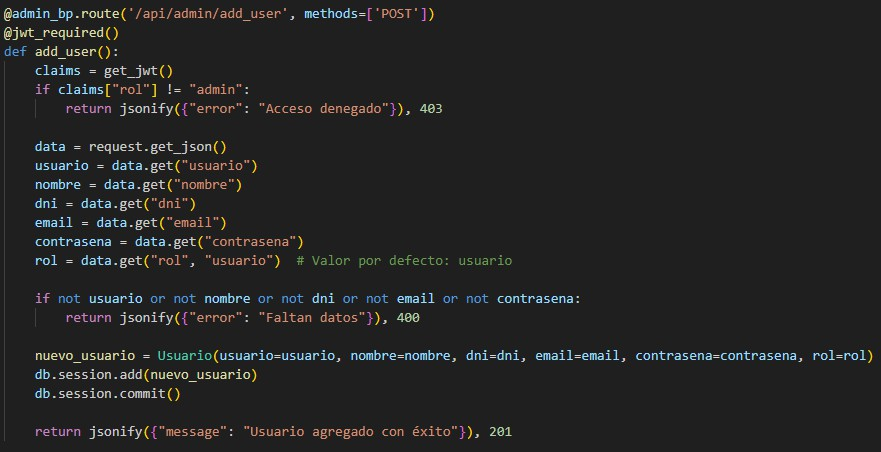 @admin_bp.route('/api/admin/add_user', methods=['POST'])
@jwt_required()
def add_user():
    claims = get_jwt()
    if claims["rol"] != "admin":
        return jsonify({"error": "Acceso denegado"}), 403

    data = request.get_json()
    usuario = data.get("usuario")
    nombre = data.get("nombre")
    dni = data.get("dni")
    email = data.get("email")
    contrasena = data.get("contrasena")
    rol = data.get("rol", "usuario")  # Valor por defecto: usuario

    if not usuario or not nombre or not dni or not email or not contrasena:
        return jsonify({"error": "Faltan datos"}), 400

    nuevo_usuario = Usuario(usuario=usuario, nombre=nombre, dni=dni, email=email, contrasena=contrasena, rol=rol)
    db.session.add(nuevo_usuario)
    db.session.commit()

    return jsonify({"message": "Usuario agregado con éxito"}), 201